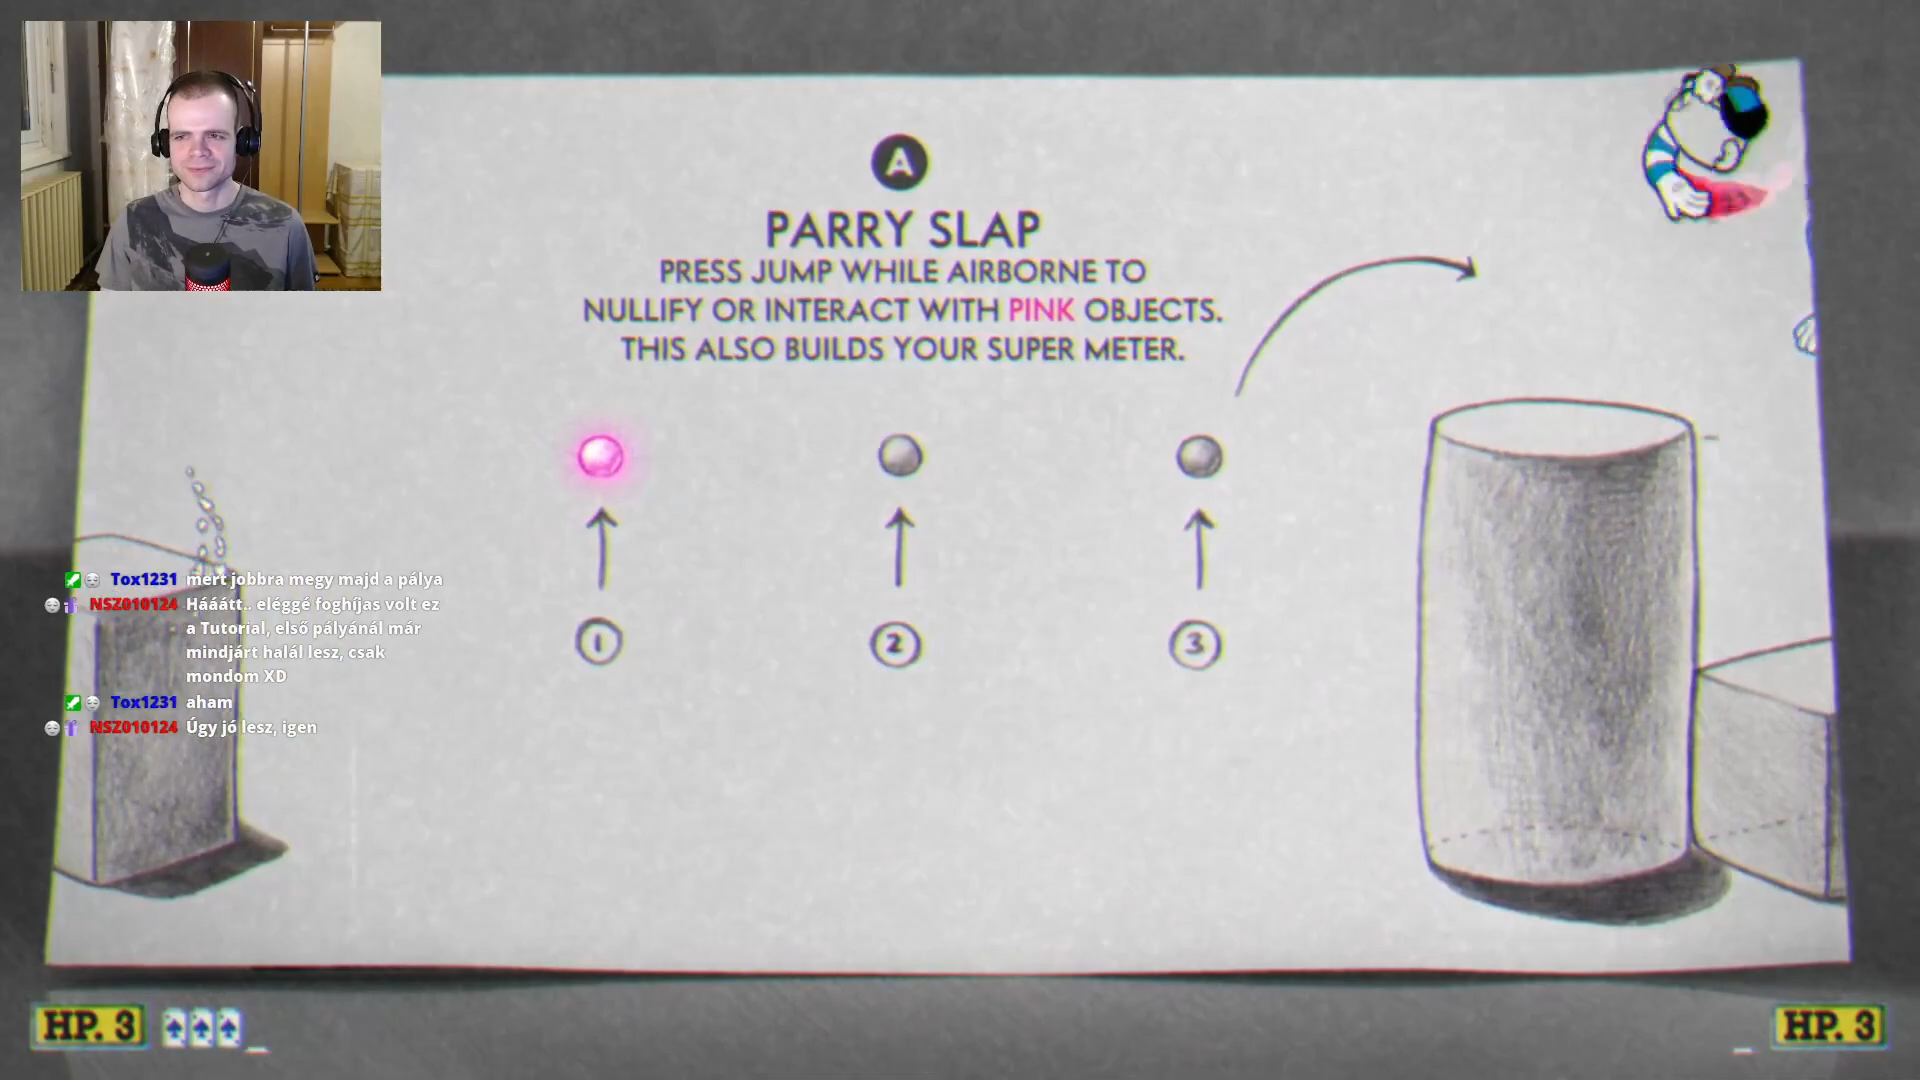 A
PARRY SLAP
PRESS JUMP WHILE AIRBORNE TO
NULLIFY OR INTERACT WITH PINK OBJECTS.
THIS ALSO BUILDS YOUR SUPER METER.
1 2 3
Tox1231 mert jobbra megy majd a pálya
NSZ010124 Hááátt.. eléggé foghíjas volt ez
a Tutorial, első pályánál már
mindjárt halál lesz, csak
mondom XD
Tox1231 aham
NSZ010124 Úgy jó lesz, igen
HP. 3
HP. 3